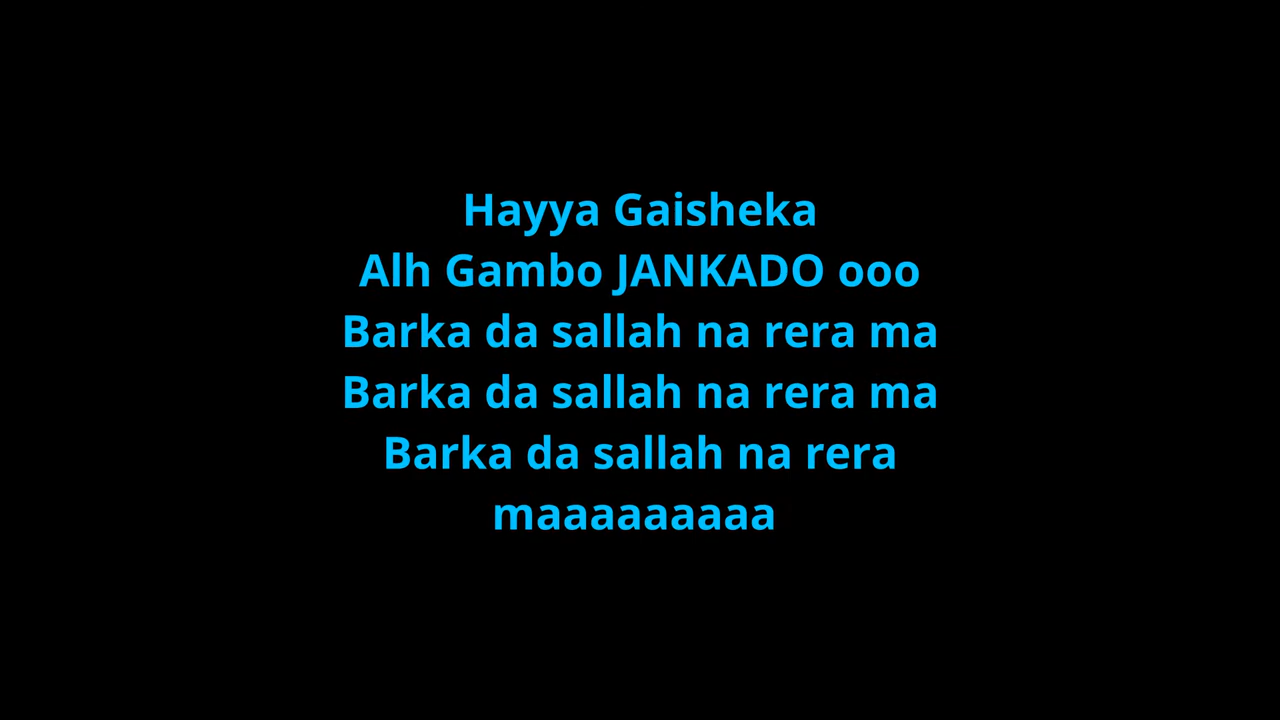 Hayya Gaisheka
Alh Gambo JANKADO ooo
Barka da sallah na rera ma
Barka da sallah na rera ma
Barka da sallah na rera
maaaaaaaaaa